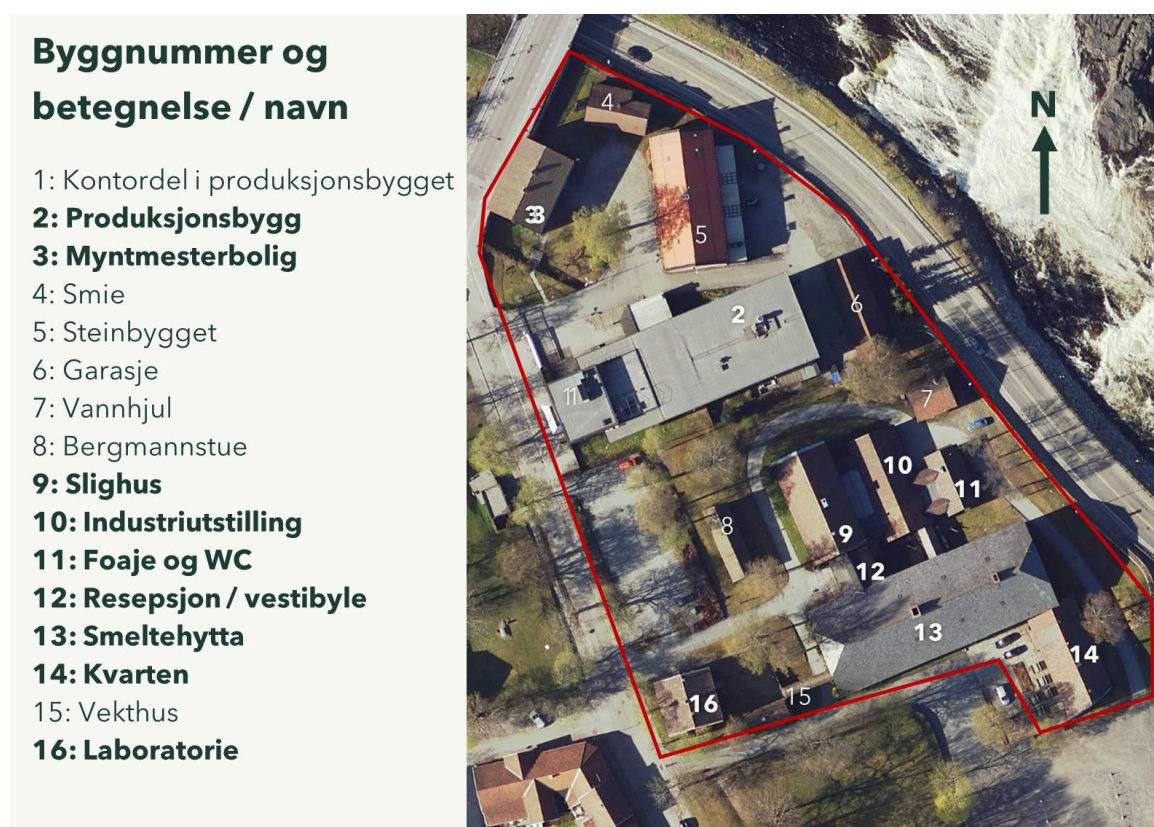 Byggnummer og
betegnelse / navn
1: Kontordel i produksjonsbygget
2: Produksjonsbygg
3: Myntmesterbolig
4: Smie
5: Steinbygget
6: Garasje
7: Vannhjul
8: Bergmannstue
9: Slighus
10: Industriutstilling
11: Foaje og WC
12: Resepsjon / vestibyle
13: Smeltehytta
14: Kvarten
15: Vekthus
16: Laboratorie
N
4
3
5
2
6
1
7
10
11
8
9
12
13
14
16
15